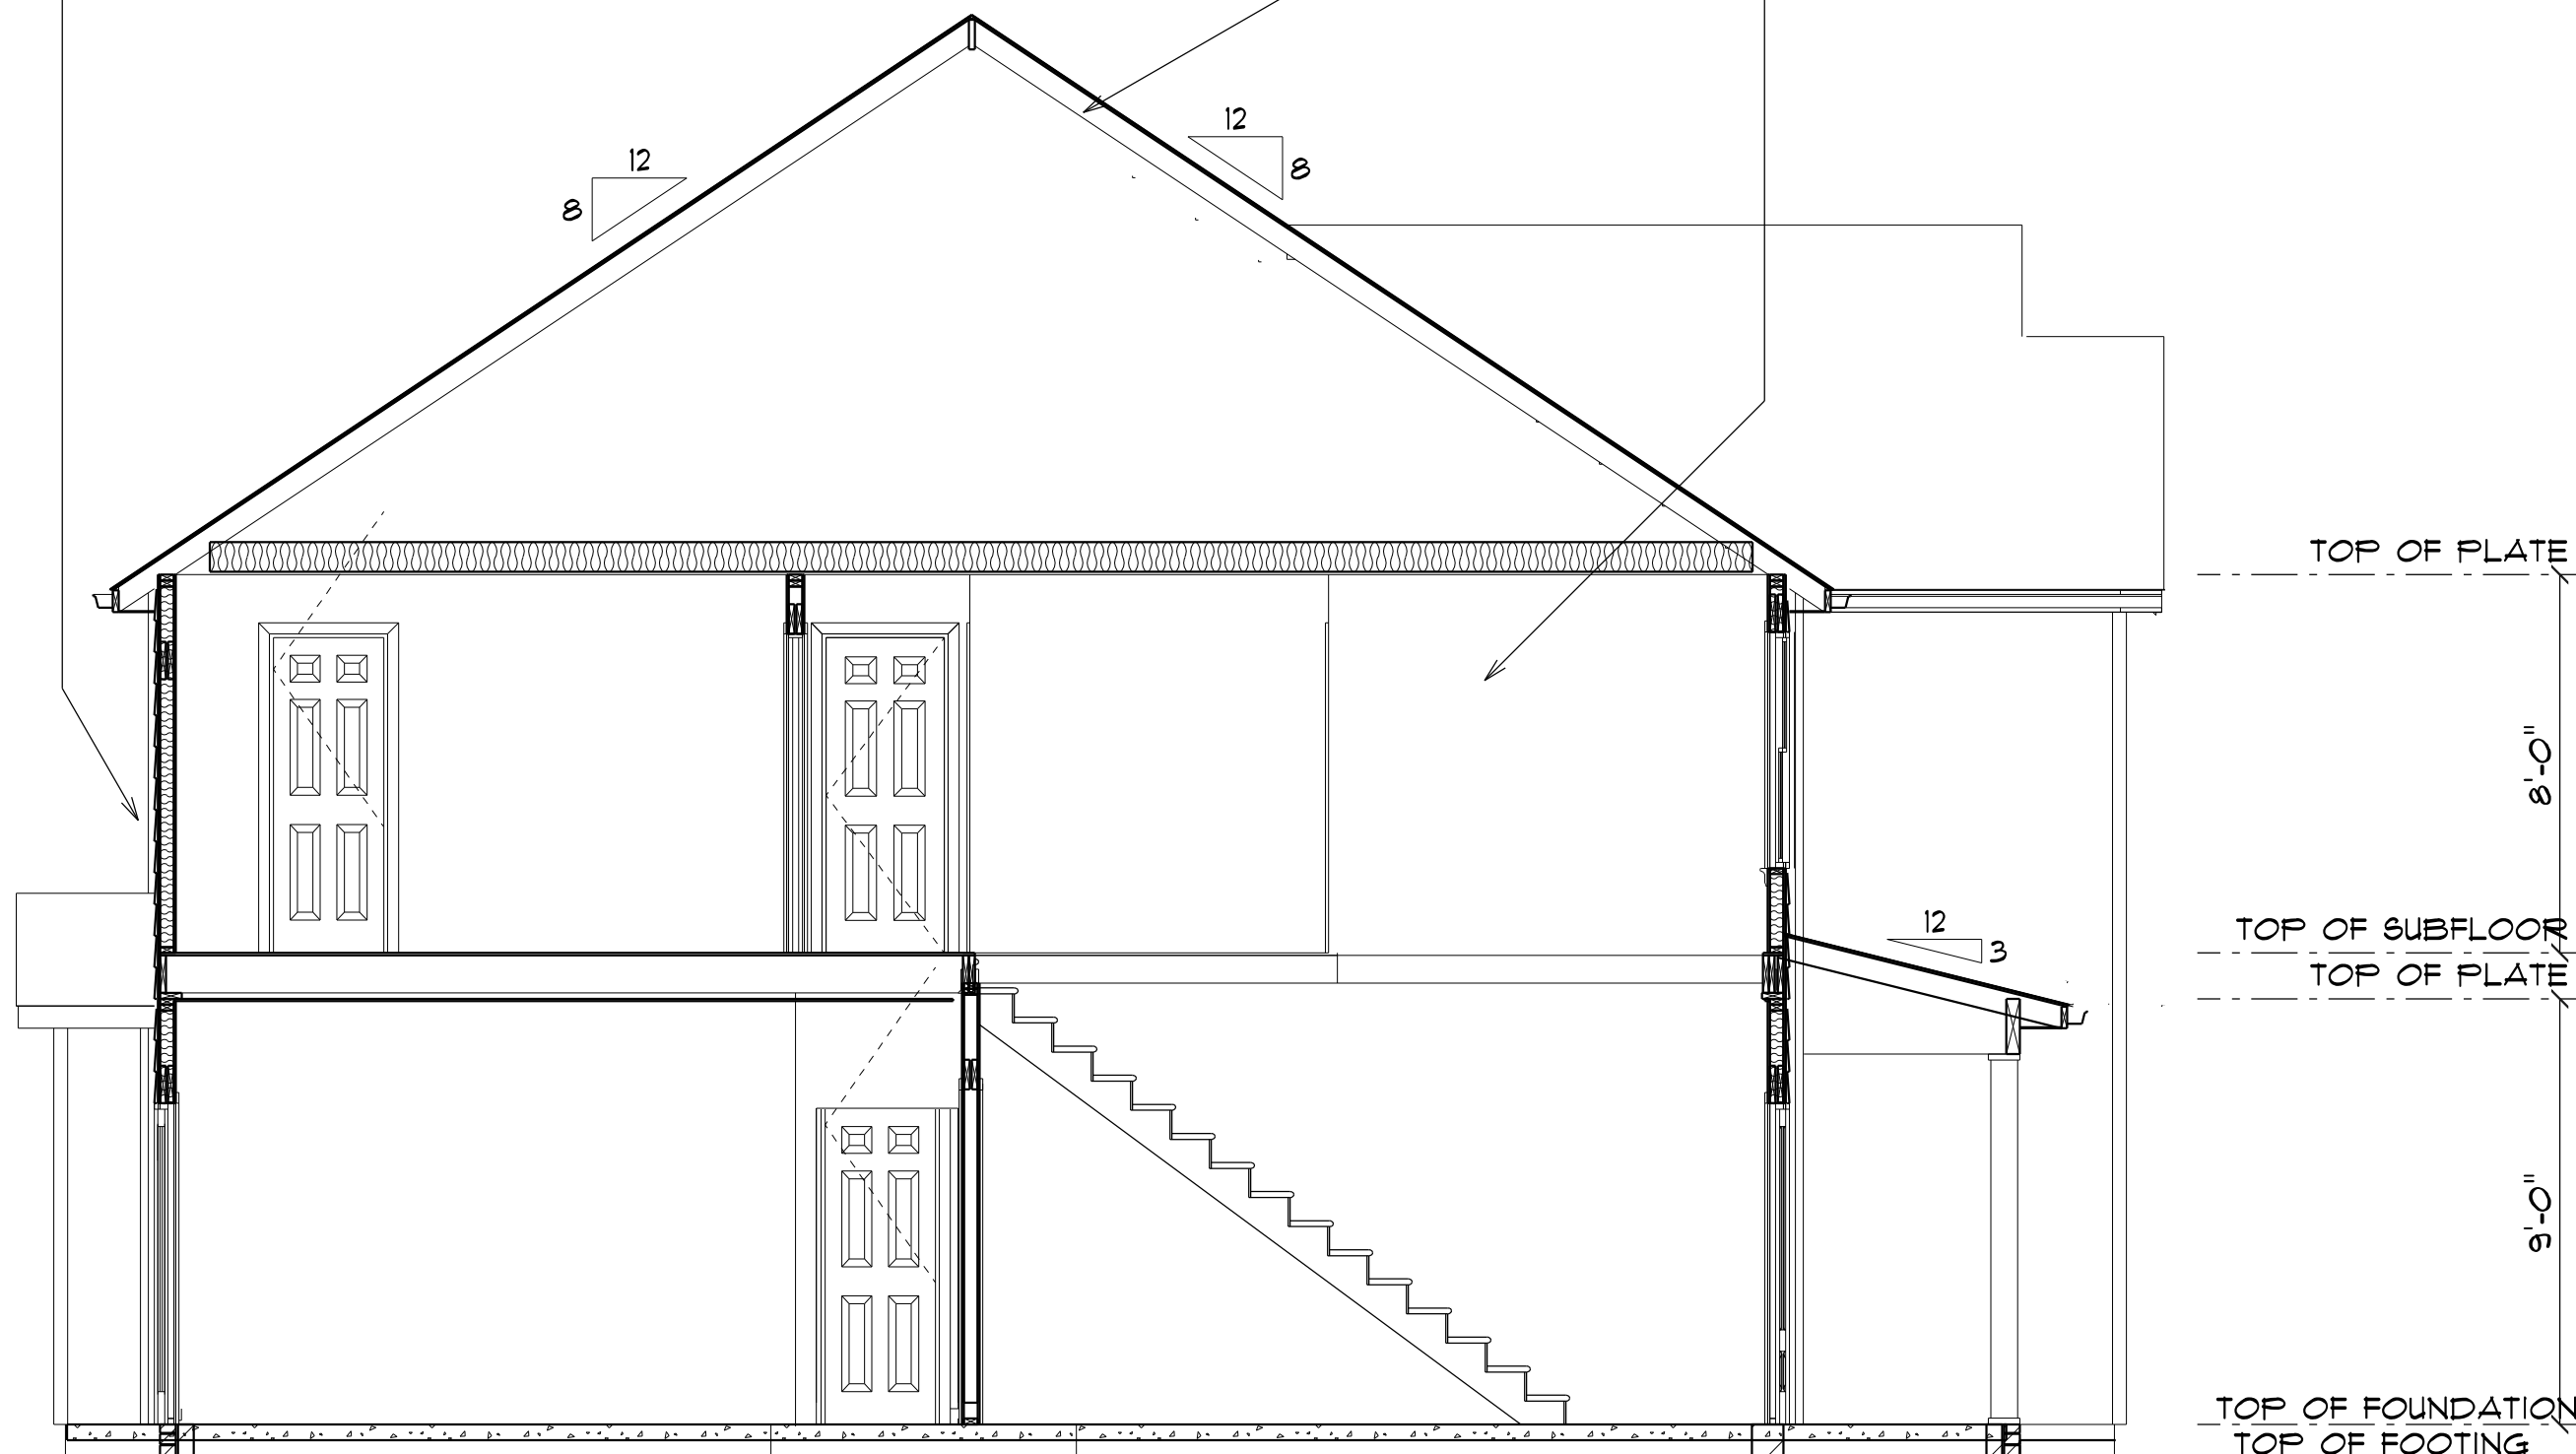 12
8
12
8
TOP OF PLATE
8'-0"
12
3
TOP OF SUBFLOOR
TOP OF PLATE
9'-0"
TOP OF FOUNDATION
TOP OF FOOTING